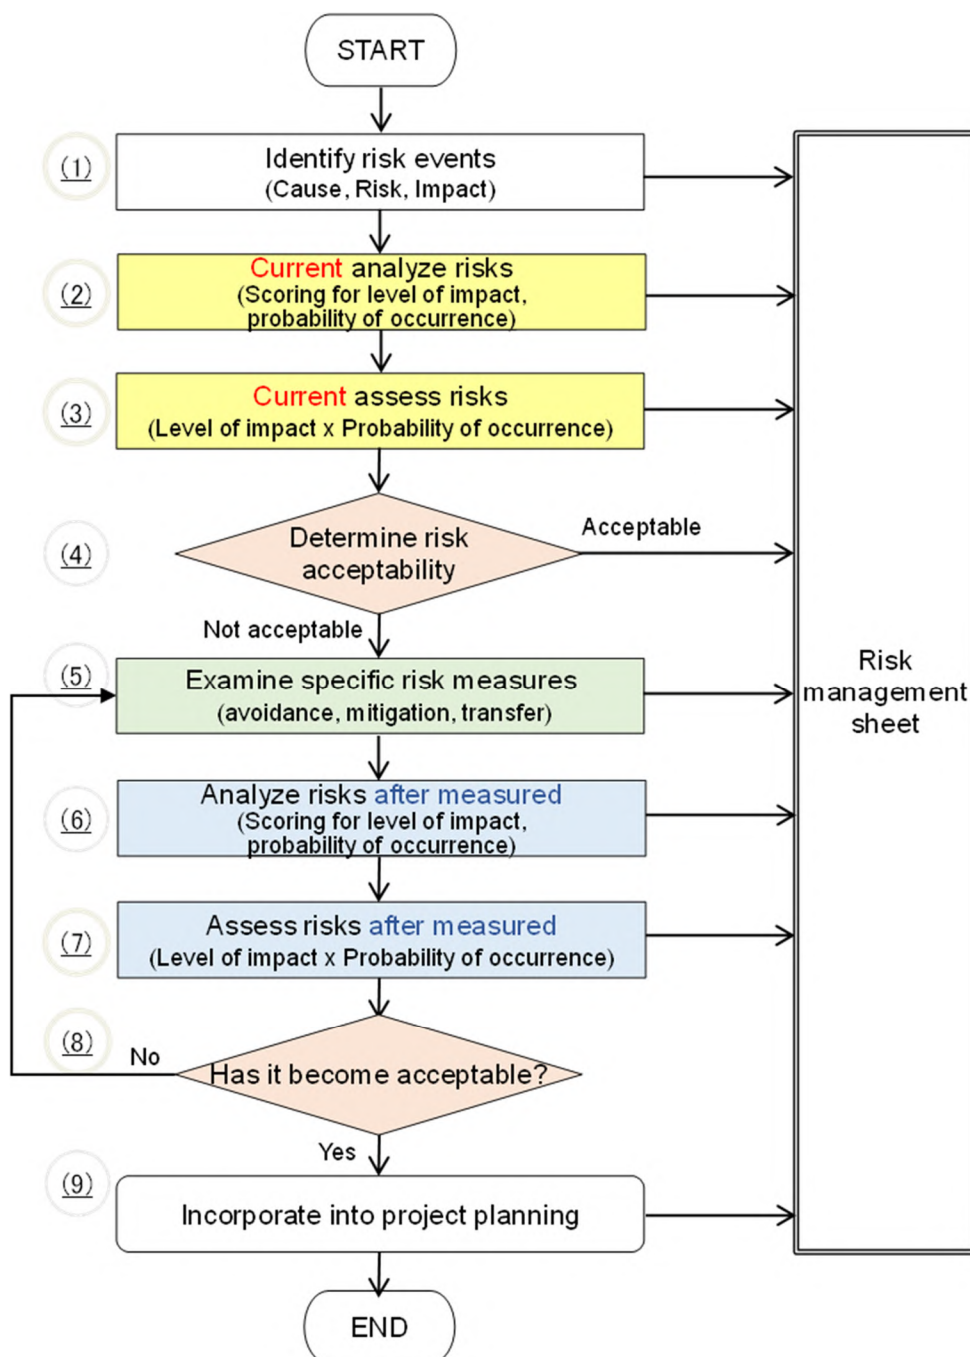 START
(1)
Identify risk events
(Cause, Risk, Impact)
(2)
Current analyze risks
(Scoring for level of impact,
probability of occurrence)
(3)
Current assess risks
(Level of impact x Probability of occurrence)
(4)
Determine risk
acceptability
Acceptable
Not acceptable
(5)
Examine specific risk measures
(avoidance, mitigation, transfer)
Risk
management
sheet
(6)
Analyze risks after measured
(Scoring for level of impact,
probability of occurrence)
(7)
Assess risks after measured
(Level of impact x Probability of occurrence)
(8)
No
Has it become acceptable?
Yes
(9)
Incorporate into project planning
END